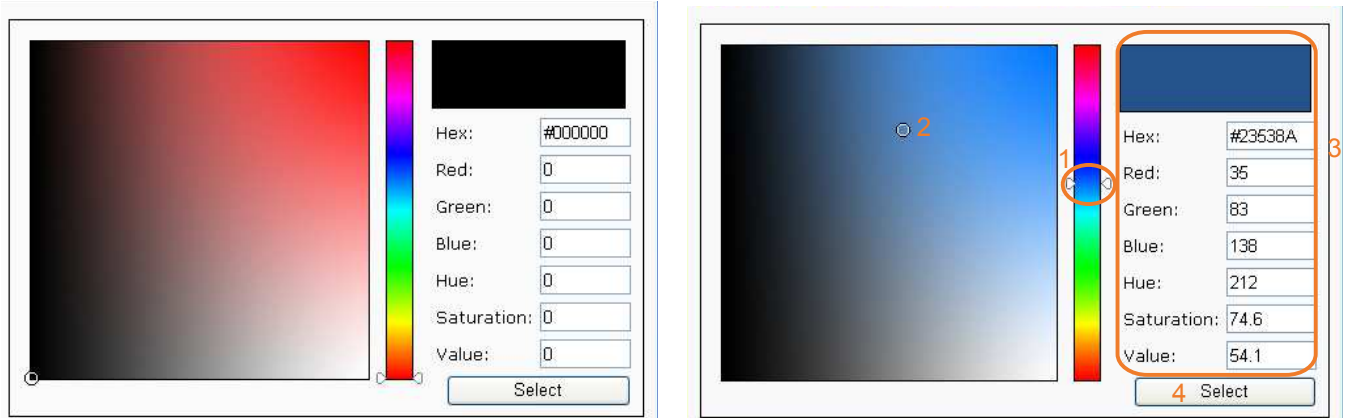 Hex: #000000
Red: 0
Green: 0
Blue: 0
Hue: 0
Saturation: 0
Value: 0
Select
2
1
3
Hex: #23538A
Red: 35
Green: 83
Blue: 138
Hue: 212
Saturation: 74.6
Value: 54.1
4 Select